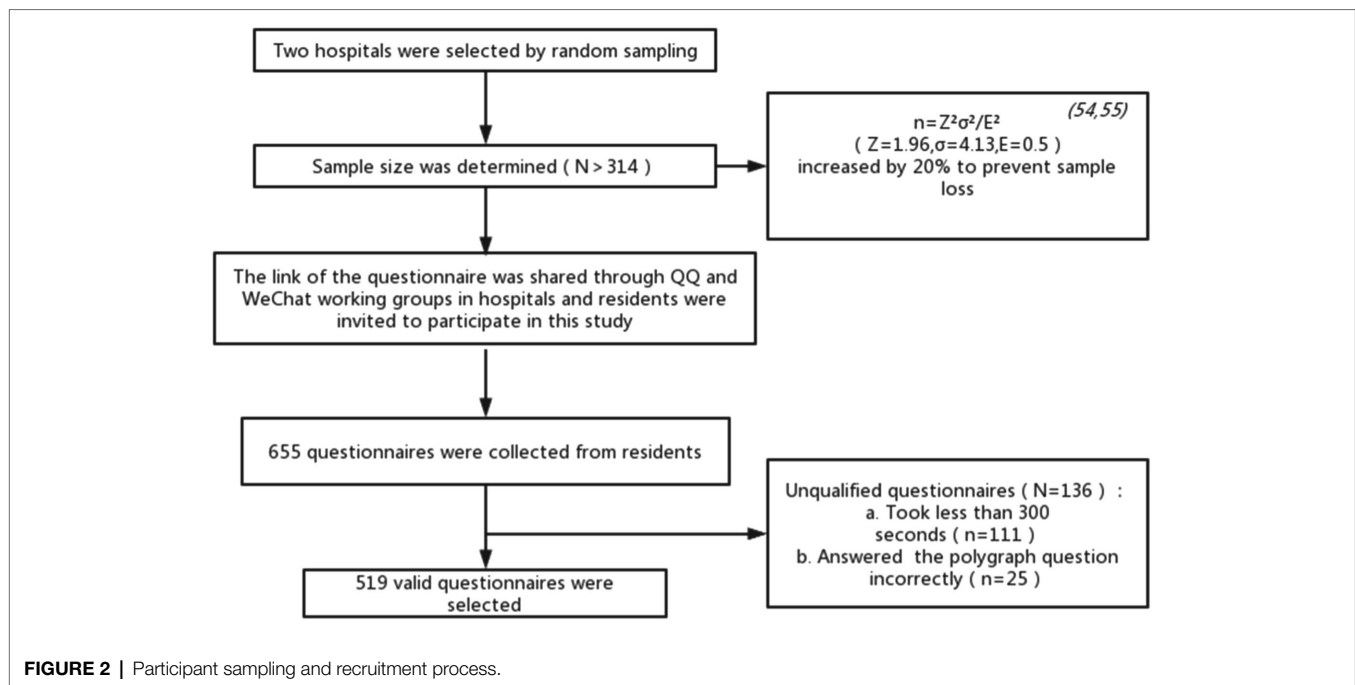 Two hospitals were selected by random sampling
(54,55)
n=Z²σ²/E²
( Z=1.96,σ=4.13,E=0.5 )
increased by 20% to prevent sample
loss
Sample size was determined ( N > 314 )
The link of the questionnaire was shared through QQ and
WeChat working groups in hospitals and residents were
invited to participate in this study
655 questionnaires were collected from residents
Unqualified questionnaires ( N=136 ) :
a. Took less than 300
seconds ( n=111 )
b. Answered the polygraph question
incorrectly ( n=25 )
519 valid questionnaires were
selected
FIGURE 2 | Participant sampling and recruitment process.